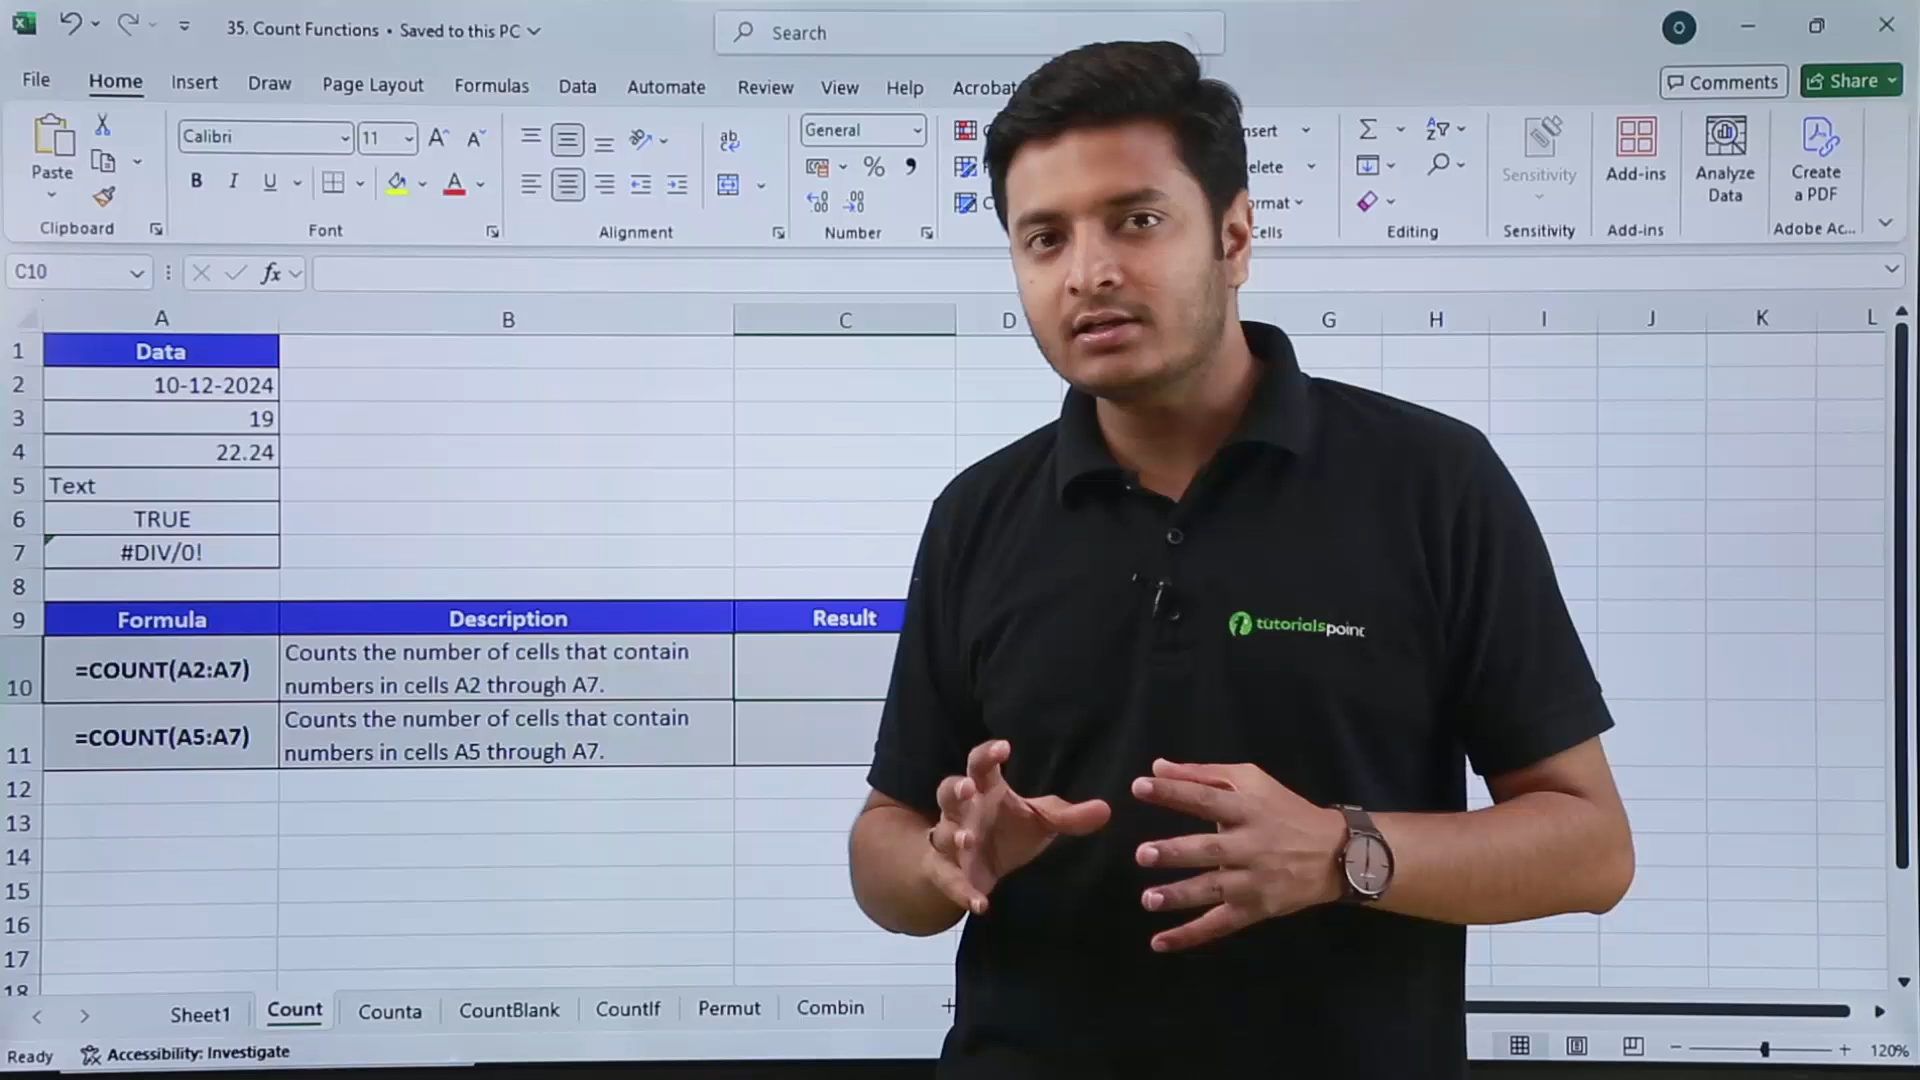 35. Count Functions • Saved to this PC
Search
O
File Home Insert Draw Page Layout Formulas Data Automate Review View Help Acrobat
Comments Share
Paste
Clipboard
Calibri 11
B I U
Font
ab
Alignment
General
%
Number
Cells
Editing
Sensitivity
Sensitivity
Add-ins
Add-ins
Analyze
Data
Create
a PDF
Adobe Ac...
C10
fx
A B C D G H I J K L
1 Data
2 10-12-2024
3 19
4 22.24
5 Text
6 TRUE
7 #DIV/0!
8
9 Formula Description Result
10 =COUNT(A2:A7) Counts the number of cells that contain
numbers in cells A2 through A7.
11 =COUNT(A5:A7) Counts the number of cells that contain
numbers in cells A5 through A7.
12
13
14
15
16
17
18
tutorialspoint
Sheet1 Count Counta CountBlank CountIf Permut Combin
Ready Accessibility: Investigate
120%